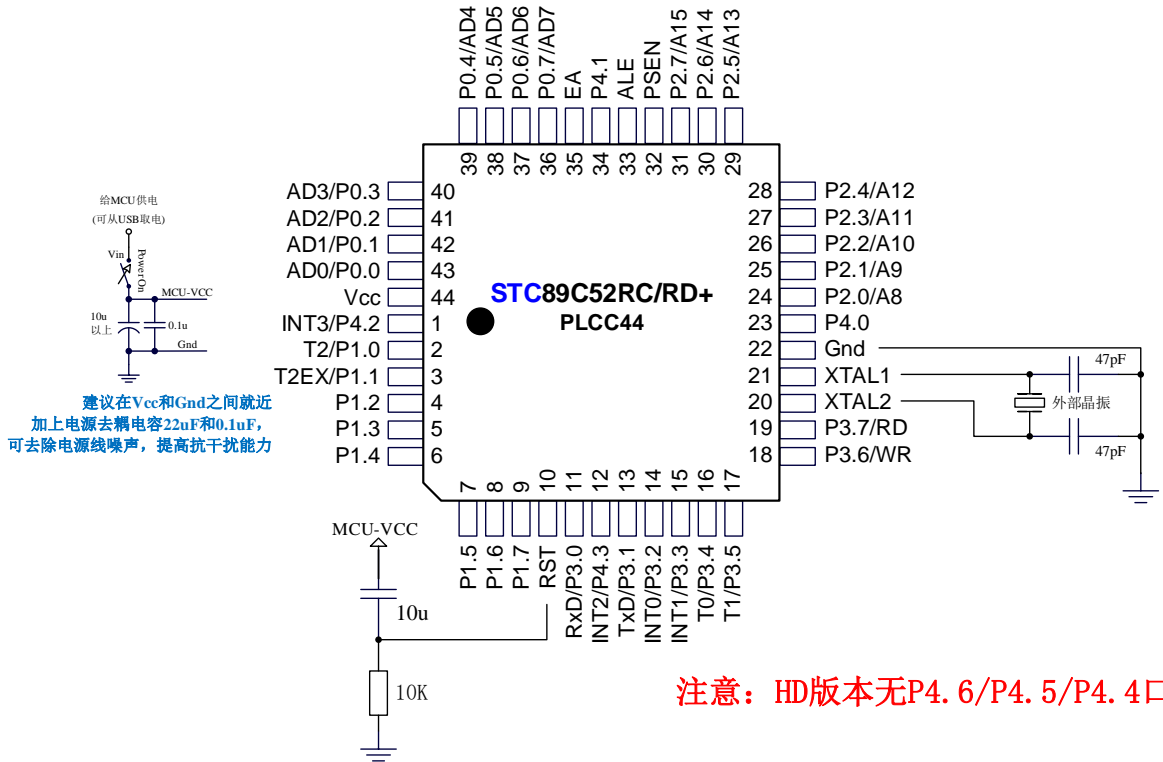 P0.4/AD4
P0.5/AD5
P0.6/AD6
P0.7/AD7
EA
P4.1
ALE
PSEN
P2.7/A15
P2.6/A14
P2.5/A13
39
38
37
36
35
34
33
32
31
30
29
AD3/P0.3
AD2/P0.2
AD1/P0.1
AD0/P0.0
Vcc
INT3/P4.2
T2/P1.0
T2EX/P1.1
P1.2
P1.3
P1.4
40
41
42
43
44
1
2
3
4
5
6
STC89C52RC/RD+
PLCC44
28
27
26
25
24
23
22
21
20
19
18
P2.4/A12
P2.3/A11
P2.2/A10
P2.1/A9
P2.0/A8
P4.0
Gnd
XTAL1
XTAL2
P3.7/RD
P3.6/WR
47pF
外部晶振
47pF
给MCU供电
(可从USB取电)
Vin
PowerOn
MCU-VCC
10u
以上
0.1u
Gnd
建议在Vcc和Gnd之间就近
加上电源去耦电容22uF和0.1uF,
可去除电源线噪声，提高抗干扰能力
7
8
9
10
11
12
13
14
15
16
17
P1.5
P1.6
P1.7
RST
RxD/P3.0
INT2/P4.3
TxD/P3.1
INT0/P3.2
INT1/P3.3
T0/P3.4
T1/P3.5
MCU-VCC
10u
10K
注意：HD版本无P4.6/P4.5/P4.4口